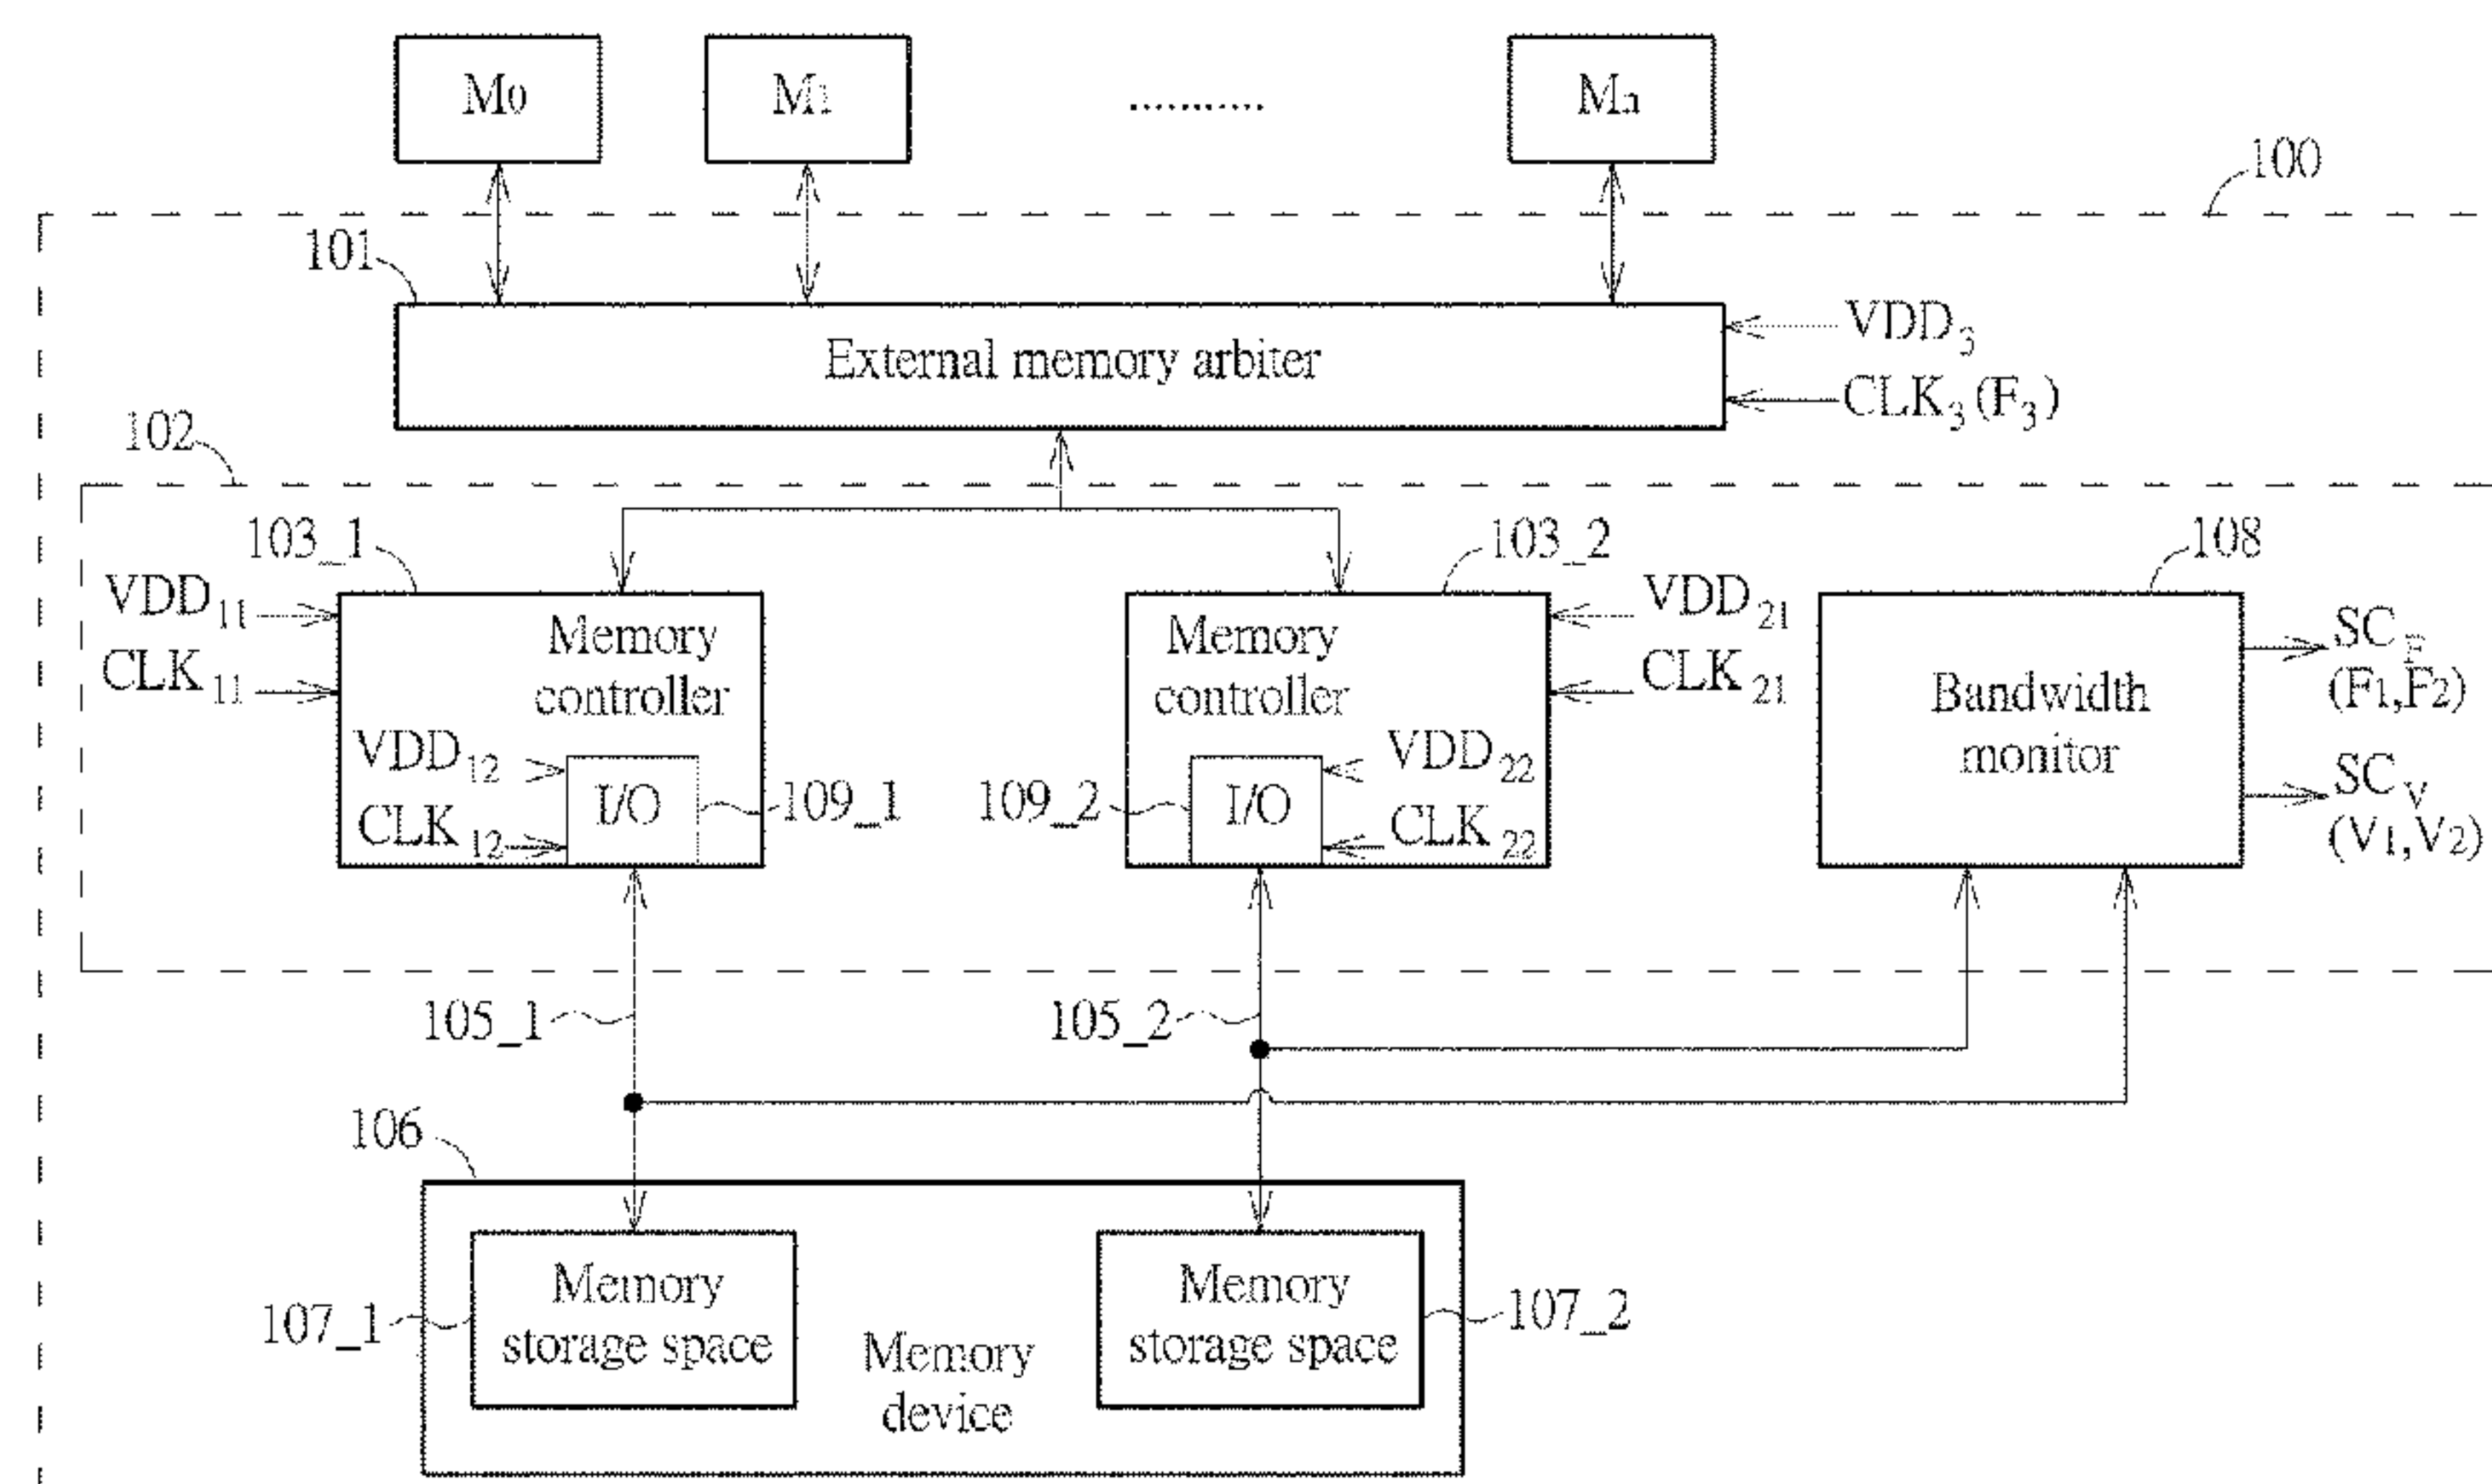 M0 M1 .......... Mn
100
101
External memory arbiter
VDD3
CLK3 (F3)
102
103_1
103_2
108
VDD11
CLK11
Memory
controller
VDD12
CLK12
I/O
109_1
Memory
controller
VDD21
CLK21
109_2
I/O
VDD22
CLK22
Bandwidth
monitor
SCF
(F1,F2)
SCV
(V1,V2)
105_1
105_2
106
107_1
Memory
storage space
Memory
device
Memory
storage space
107_2